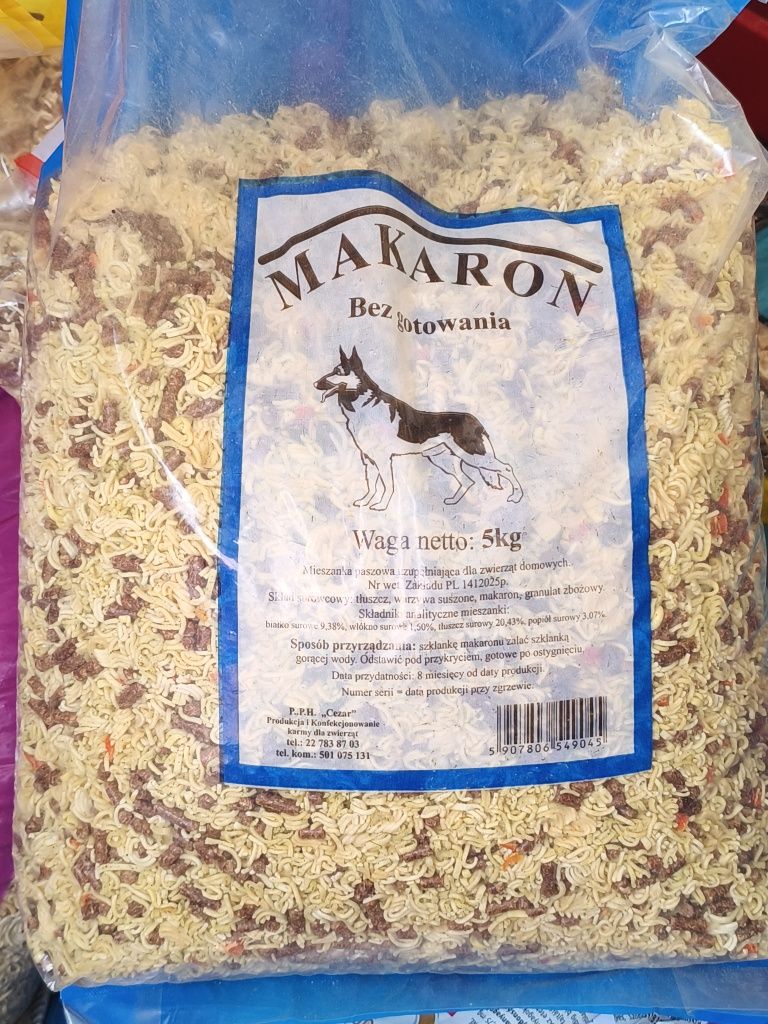 MAKARON
Bez gotowania
Waga netto: 5kg
Mieszanka paszowa uzupełniająca dla zwierząt domowych.
Nr wet. Zakładu PL 1412025p.
Skład surowcowy: tłuszcz, warzywa suszone, makaron, granulat zbożowy.
Składniki analityczne mieszanki:
białko surowe 9,38%, włókno surowe 1,60%, tłuszcz surowy 20,43%, popiół surowy 3,07%
Sposób przyrządzania: szklankę makaronu zalać szklanką
gorącej wody. Odstawić pod przykryciem, gotowe po ostygnięciu.
Data przydatności: 8 miesięcy od daty produkcji.
Numer serii = data produkcji przy zgrzewie.
P.P.H. „Cezar"
Produkcja i Konfekcjonowanie
karmy dla zwierząt
tel.: 22 783 87 03
tel. kom.: 501 075 131
5 907806 549045